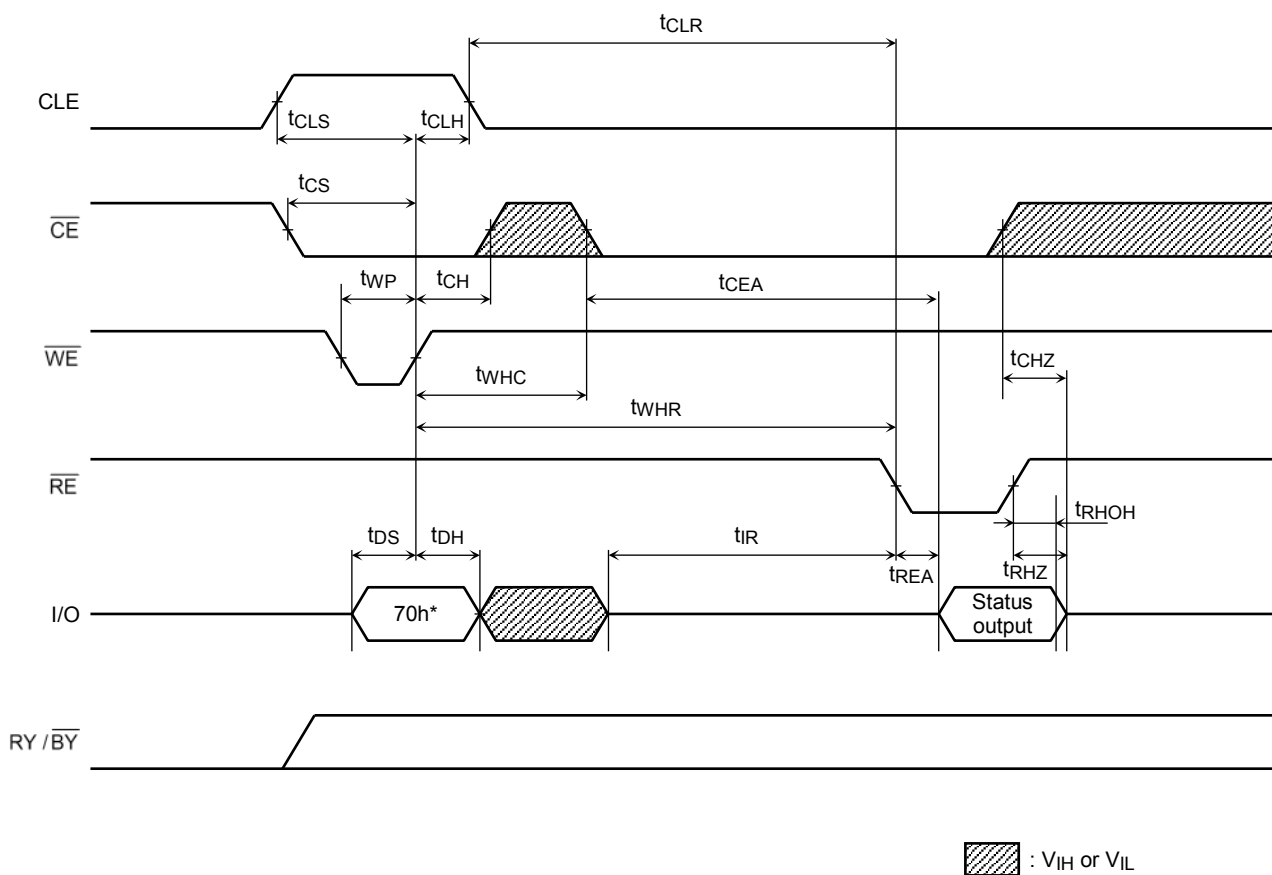 tCLR
CLE
tCLS
tCLH
tCS
CE
tWP
tCH
tCEA
WE
tCHZ
tWHC
tWHR
RE
tRHOH
tDS
tDH
tIR
tREA
tRHZ
I/O
70h*
Status
output
RY / BY
: VIH or VIL